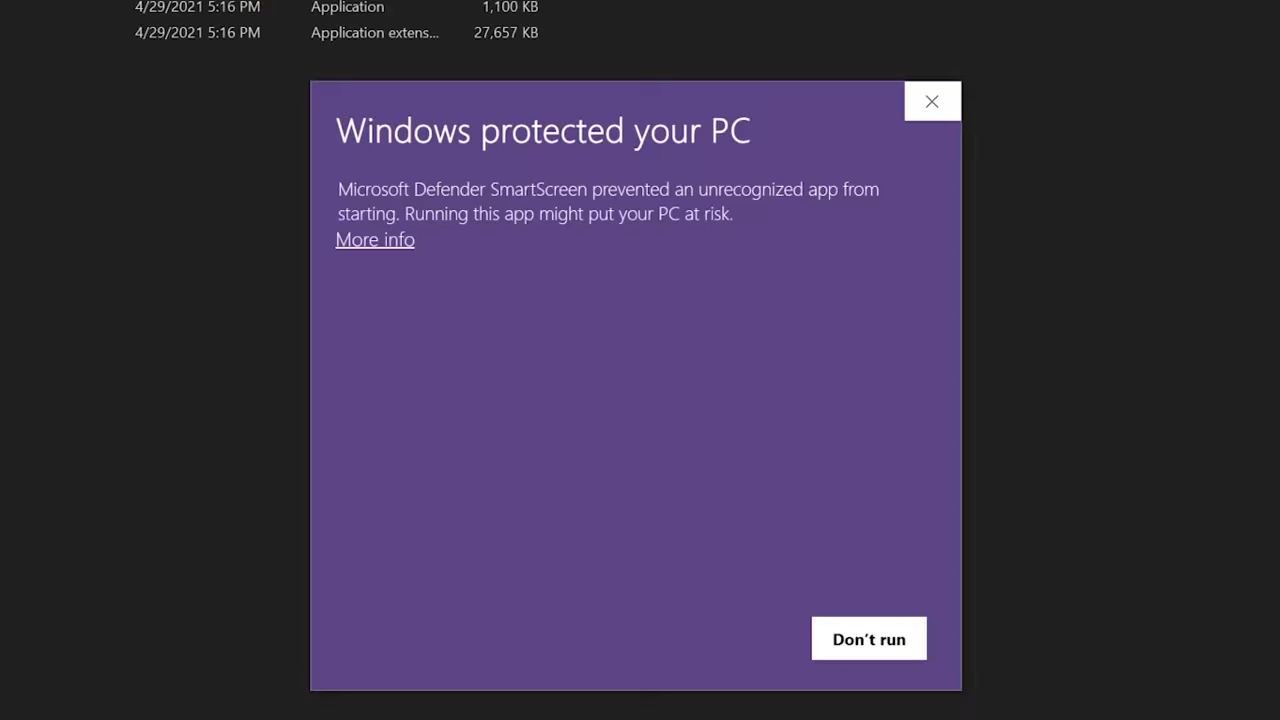 4/29/2021 5:16 PM Application 1,100 KB
4/29/2021 5:16 PM Application extens... 27,657 KB
Windows protected your PC
Microsoft Defender SmartScreen prevented an unrecognized app from
starting. Running this app might put your PC at risk.
More info
Don’t run